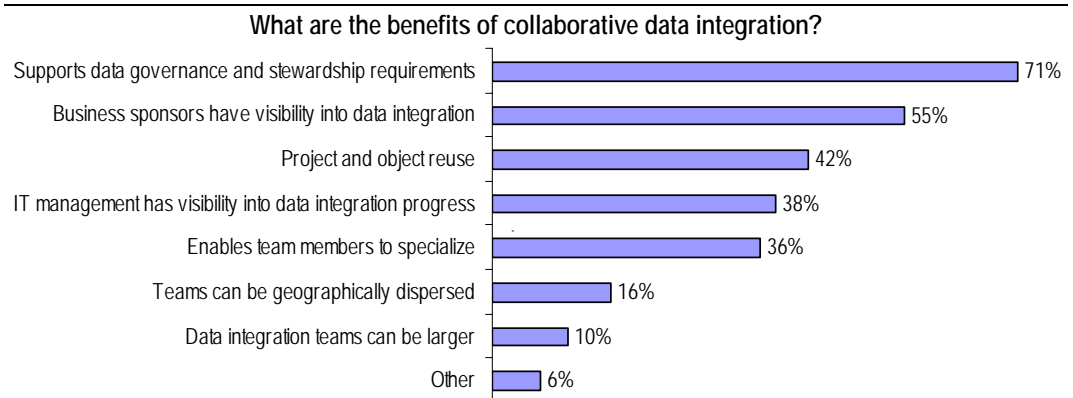 What are the benefits of collaborative data integration?
Supports data governance and stewardship requirements 71%
Business sponsors have visibility into data integration 55%
Project and object reuse 42%
IT management has visibility into data integration progress 38%
Enables team members to specialize 36%
Teams can be geographically dispersed 16%
Data integration teams can be larger 10%
Other 6%